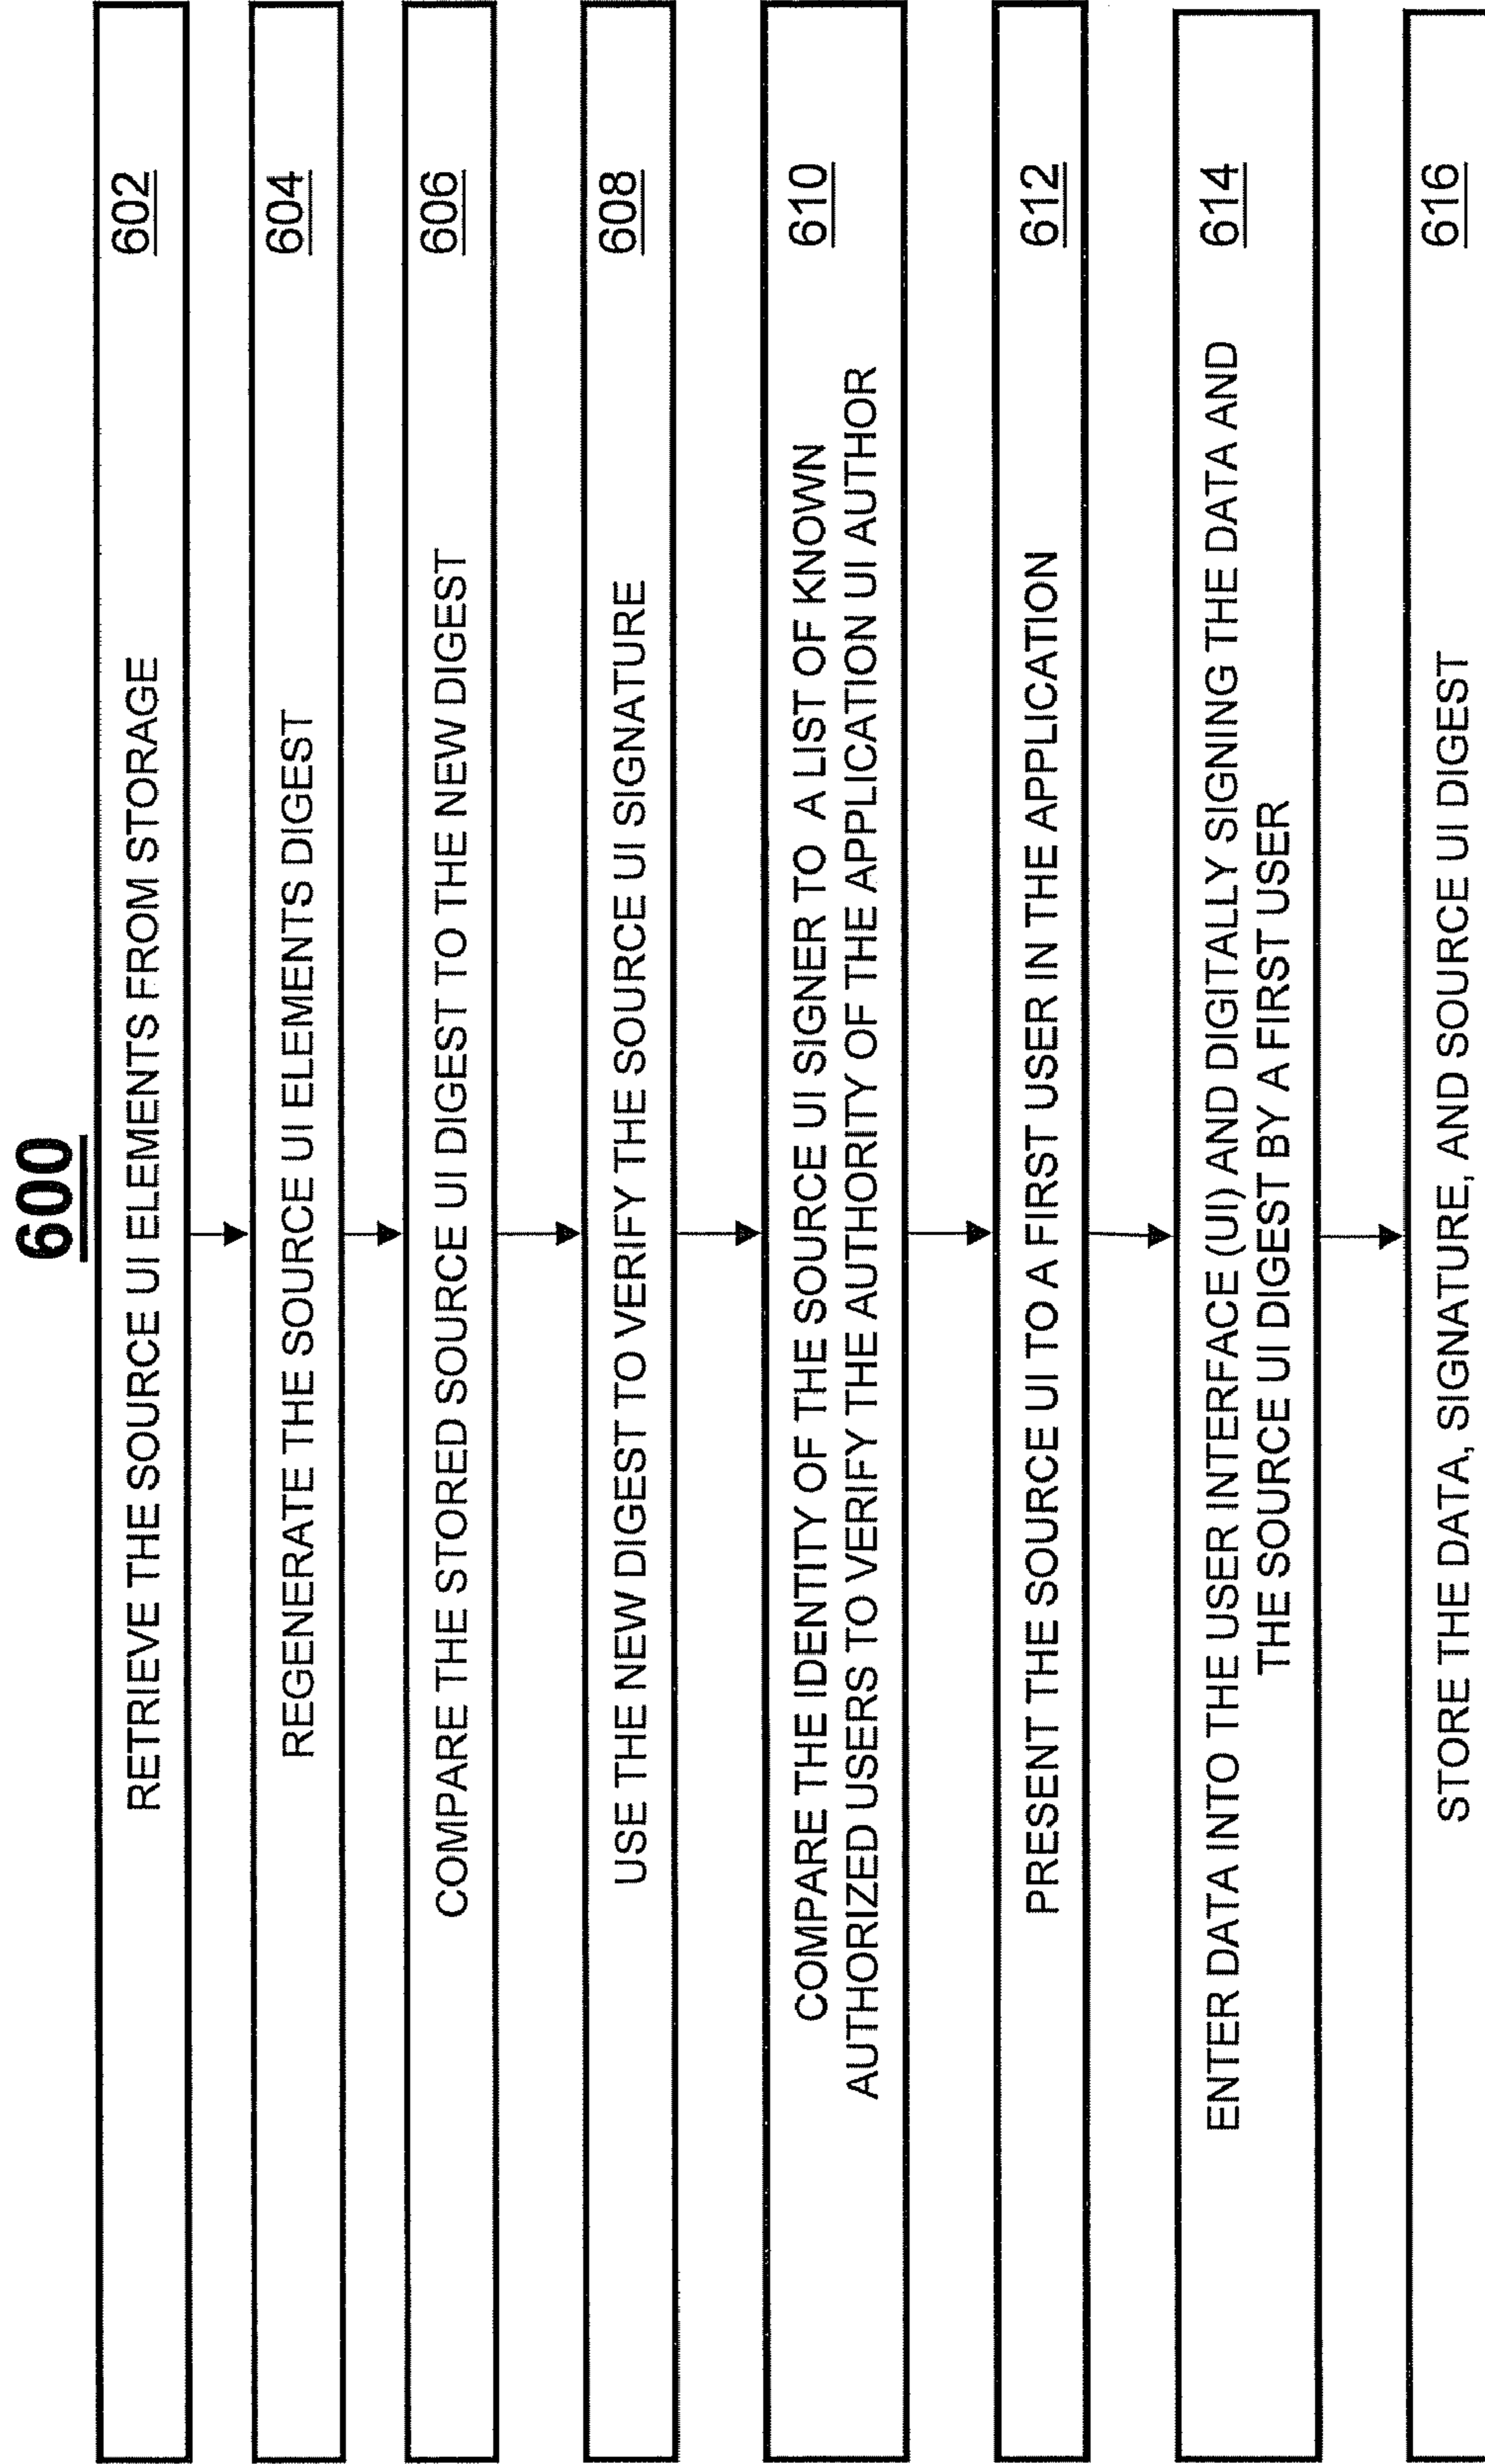 600
RETRIEVE THE SOURCE UI ELEMENTS FROM STORAGE
602
REGENERATE THE SOURCE UI ELEMENTS DIGEST
604
COMPARE THE STORED SOURCE UI DIGEST TO THE NEW DIGEST
606
USE THE NEW DIGEST TO VERIFY THE SOURCE UI SIGNATURE
608
COMPARE THE IDENTITY OF THE SOURCE UI SIGNER TO A LIST OF KNOWN
AUTHORIZED USERS TO VERIFY THE AUTHORITY OF THE APPLICATION UI AUTHOR
610
PRESENT THE SOURCE UI TO A FIRST USER IN THE APPLICATION
612
ENTER DATA INTO THE USER INTERFACE (UI) AND DIGITALLY SIGNING THE DATA AND
THE SOURCE UI DIGEST BY A FIRST USER
614
STORE THE DATA, SIGNATURE, AND SOURCE UI DIGEST
616